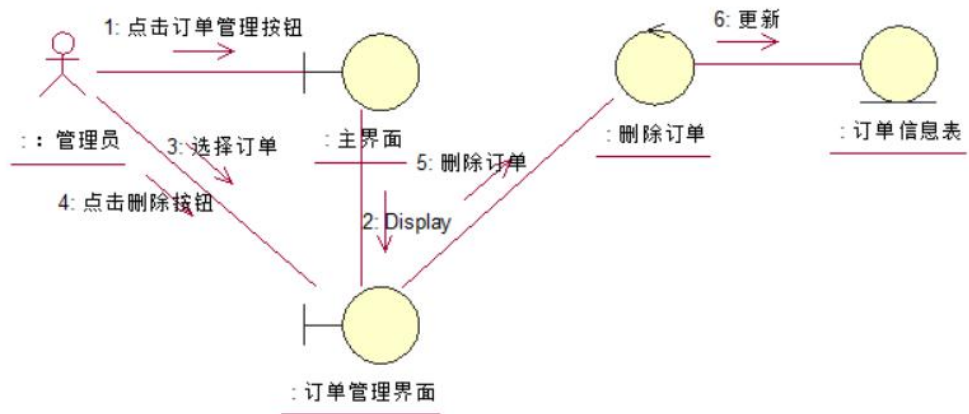 1: 点击订单管理按钮
6: 更新
: : 管理员
3: 选择订单
: 主界面
5: 删除订单
: 删除订单
: 订单信息表
4: 点击删除按钮
2: Display
: 订单管理界面